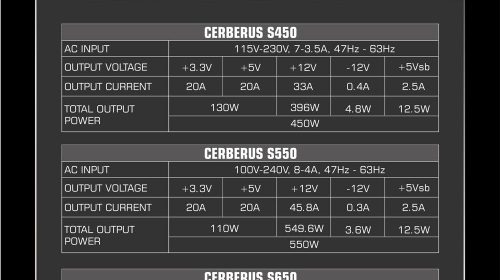 CERBERUS S450
AC INPUT 115V-230V, 7-3.5A, 47Hz - 63Hz
OUTPUT VOLTAGE +3.3V +5V +12V -12V +5Vsb
OUTPUT CURRENT 20A 20A 33A 0.4A 2.5A
TOTAL OUTPUT POWER 130W 396W 4.8W 12.5W
450W
CERBERUS S550
AC INPUT 100V-240V, 8-4A, 47Hz - 63Hz
OUTPUT VOLTAGE +3.3V +5V +12V -12V +5Vsb
OUTPUT CURRENT 20A 20A 45.8A 0.3A 2.5A
TOTAL OUTPUT POWER 110W 549.6W 3.6W 12.5W
550W
CERBERUS S650